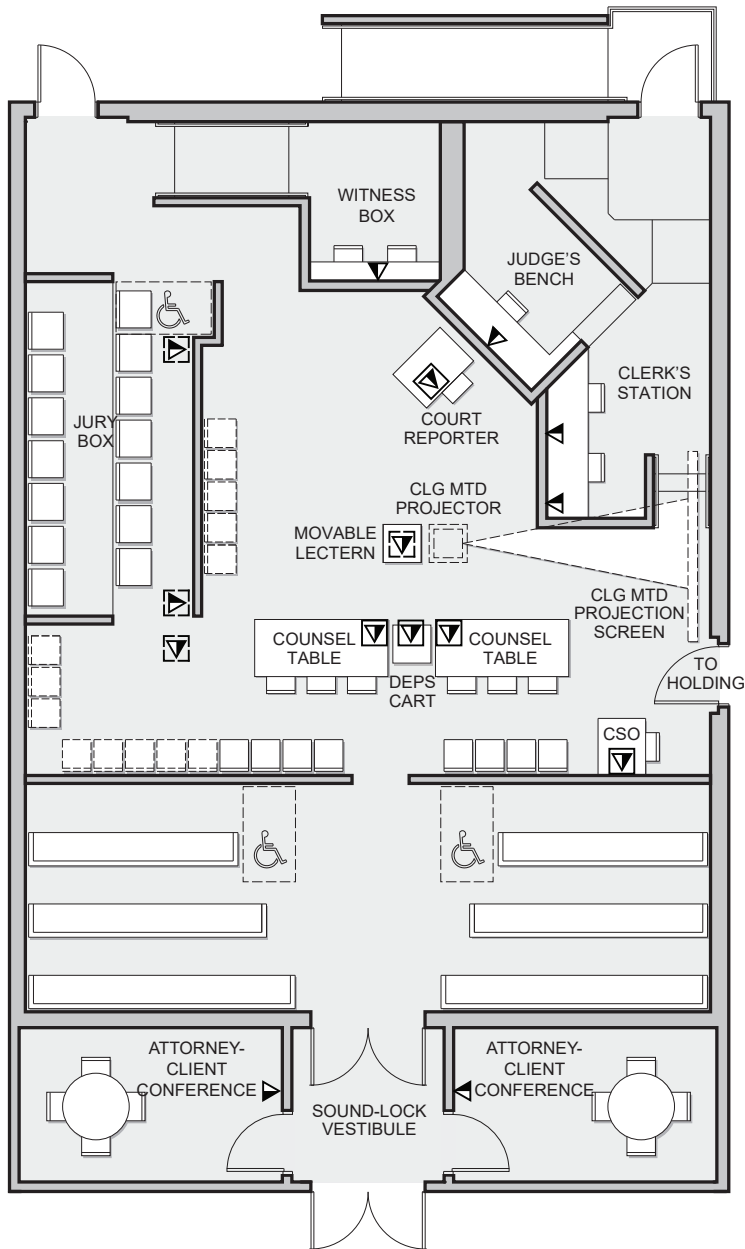 WITNESS
BOX
JUDGE'S
BENCH
CLERK'S
STATION
JURY
BOX
COURT
REPORTER
CLG MTD
PROJECTOR
MOVABLE
LECTERN
CLG MTD
PROJECTION
SCREEN
COUNSEL
TABLE
DEPS
CART
COUNSEL
TABLE
TO
HOLDING
CSO
ATTORNEY-
CLIENT
CONFERENCE
SOUND-LOCK
VESTIBULE
ATTORNEY-
CLIENT
CONFERENCE